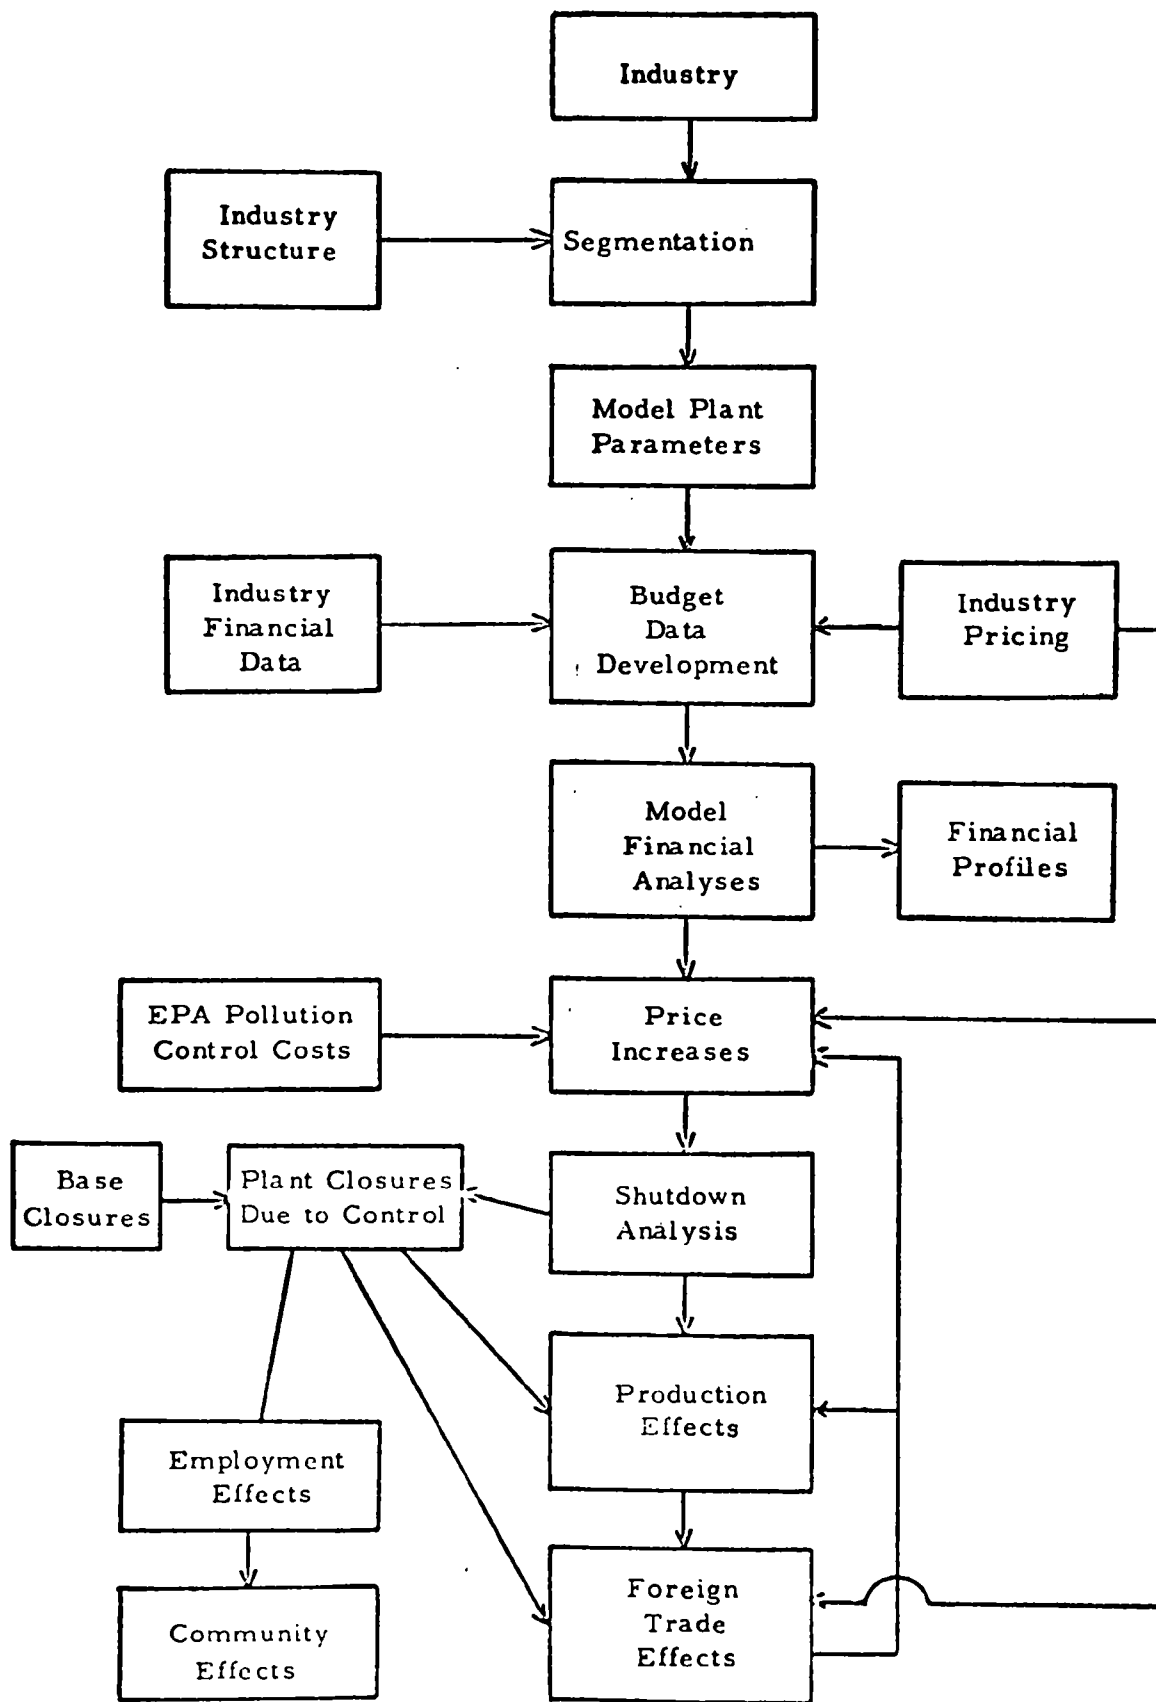 Industry
Industry
Structure
Segmentation
Model Plant
Parameters
Industry
Financial
Data
Budget
Data
Development
Industry
Pricing
Model
Financial
Analyses
Financial
Profiles
EPA Pollution
Control Costs
Price
Increases
Base
Closures
Plant Closures
Due to Control
Shutdown
Analysis
Production
Effects
Employment
Effects
Foreign
Trade
Effects
Community
Effects